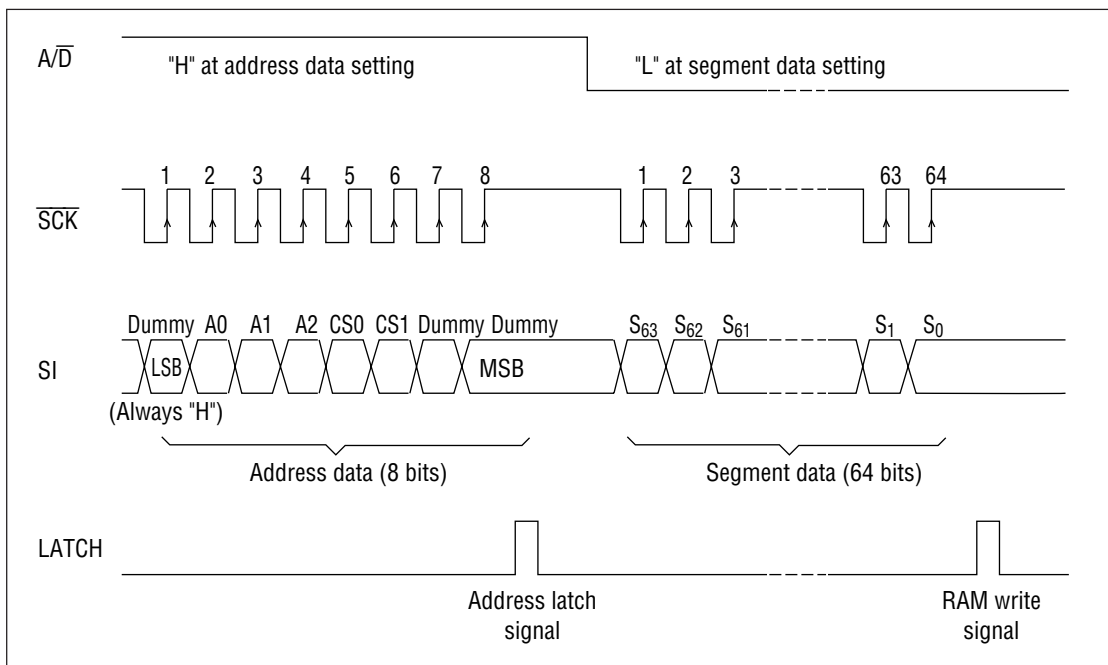 A/D̅
"H" at address data setting
"L" at segment data setting
S̅C̅K̅
1 2 3 4 5 6 7 8
1 2 3
63 64
SI
Dummy A0 A1 A2 CS0 CS1 Dummy Dummy
S₆₃ S₆₂ S₆₁
S₁ S₀
LSB
MSB
(Always "H")
Address data (8 bits)
Segment data (64 bits)
LATCH
Address latch
signal
RAM write
signal